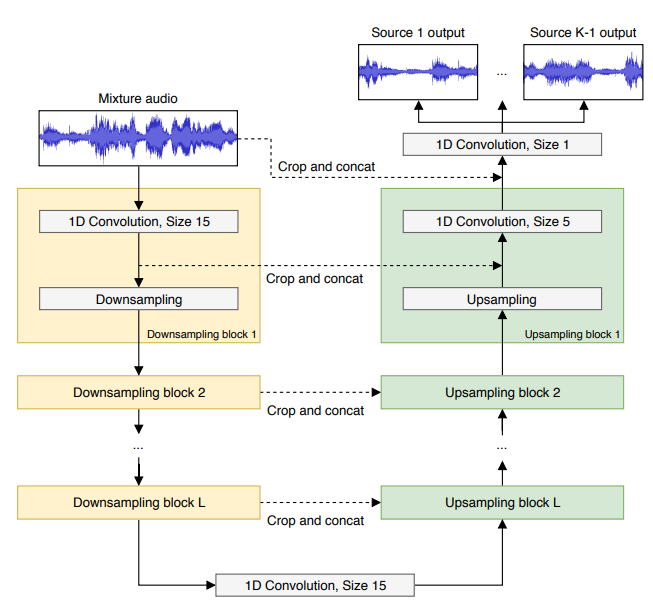 Source 1 output
Source K-1 output
...
Mixture audio
1D Convolution, Size 1
Crop and concat
1D Convolution, Size 15
1D Convolution, Size 5
Crop and concat
Downsampling
Upsampling
Downsampling block 1
Upsampling block 1
Downsampling block 2
Upsampling block 2
Crop and concat
...
...
Downsampling block L
Upsampling block L
Crop and concat
1D Convolution, Size 15